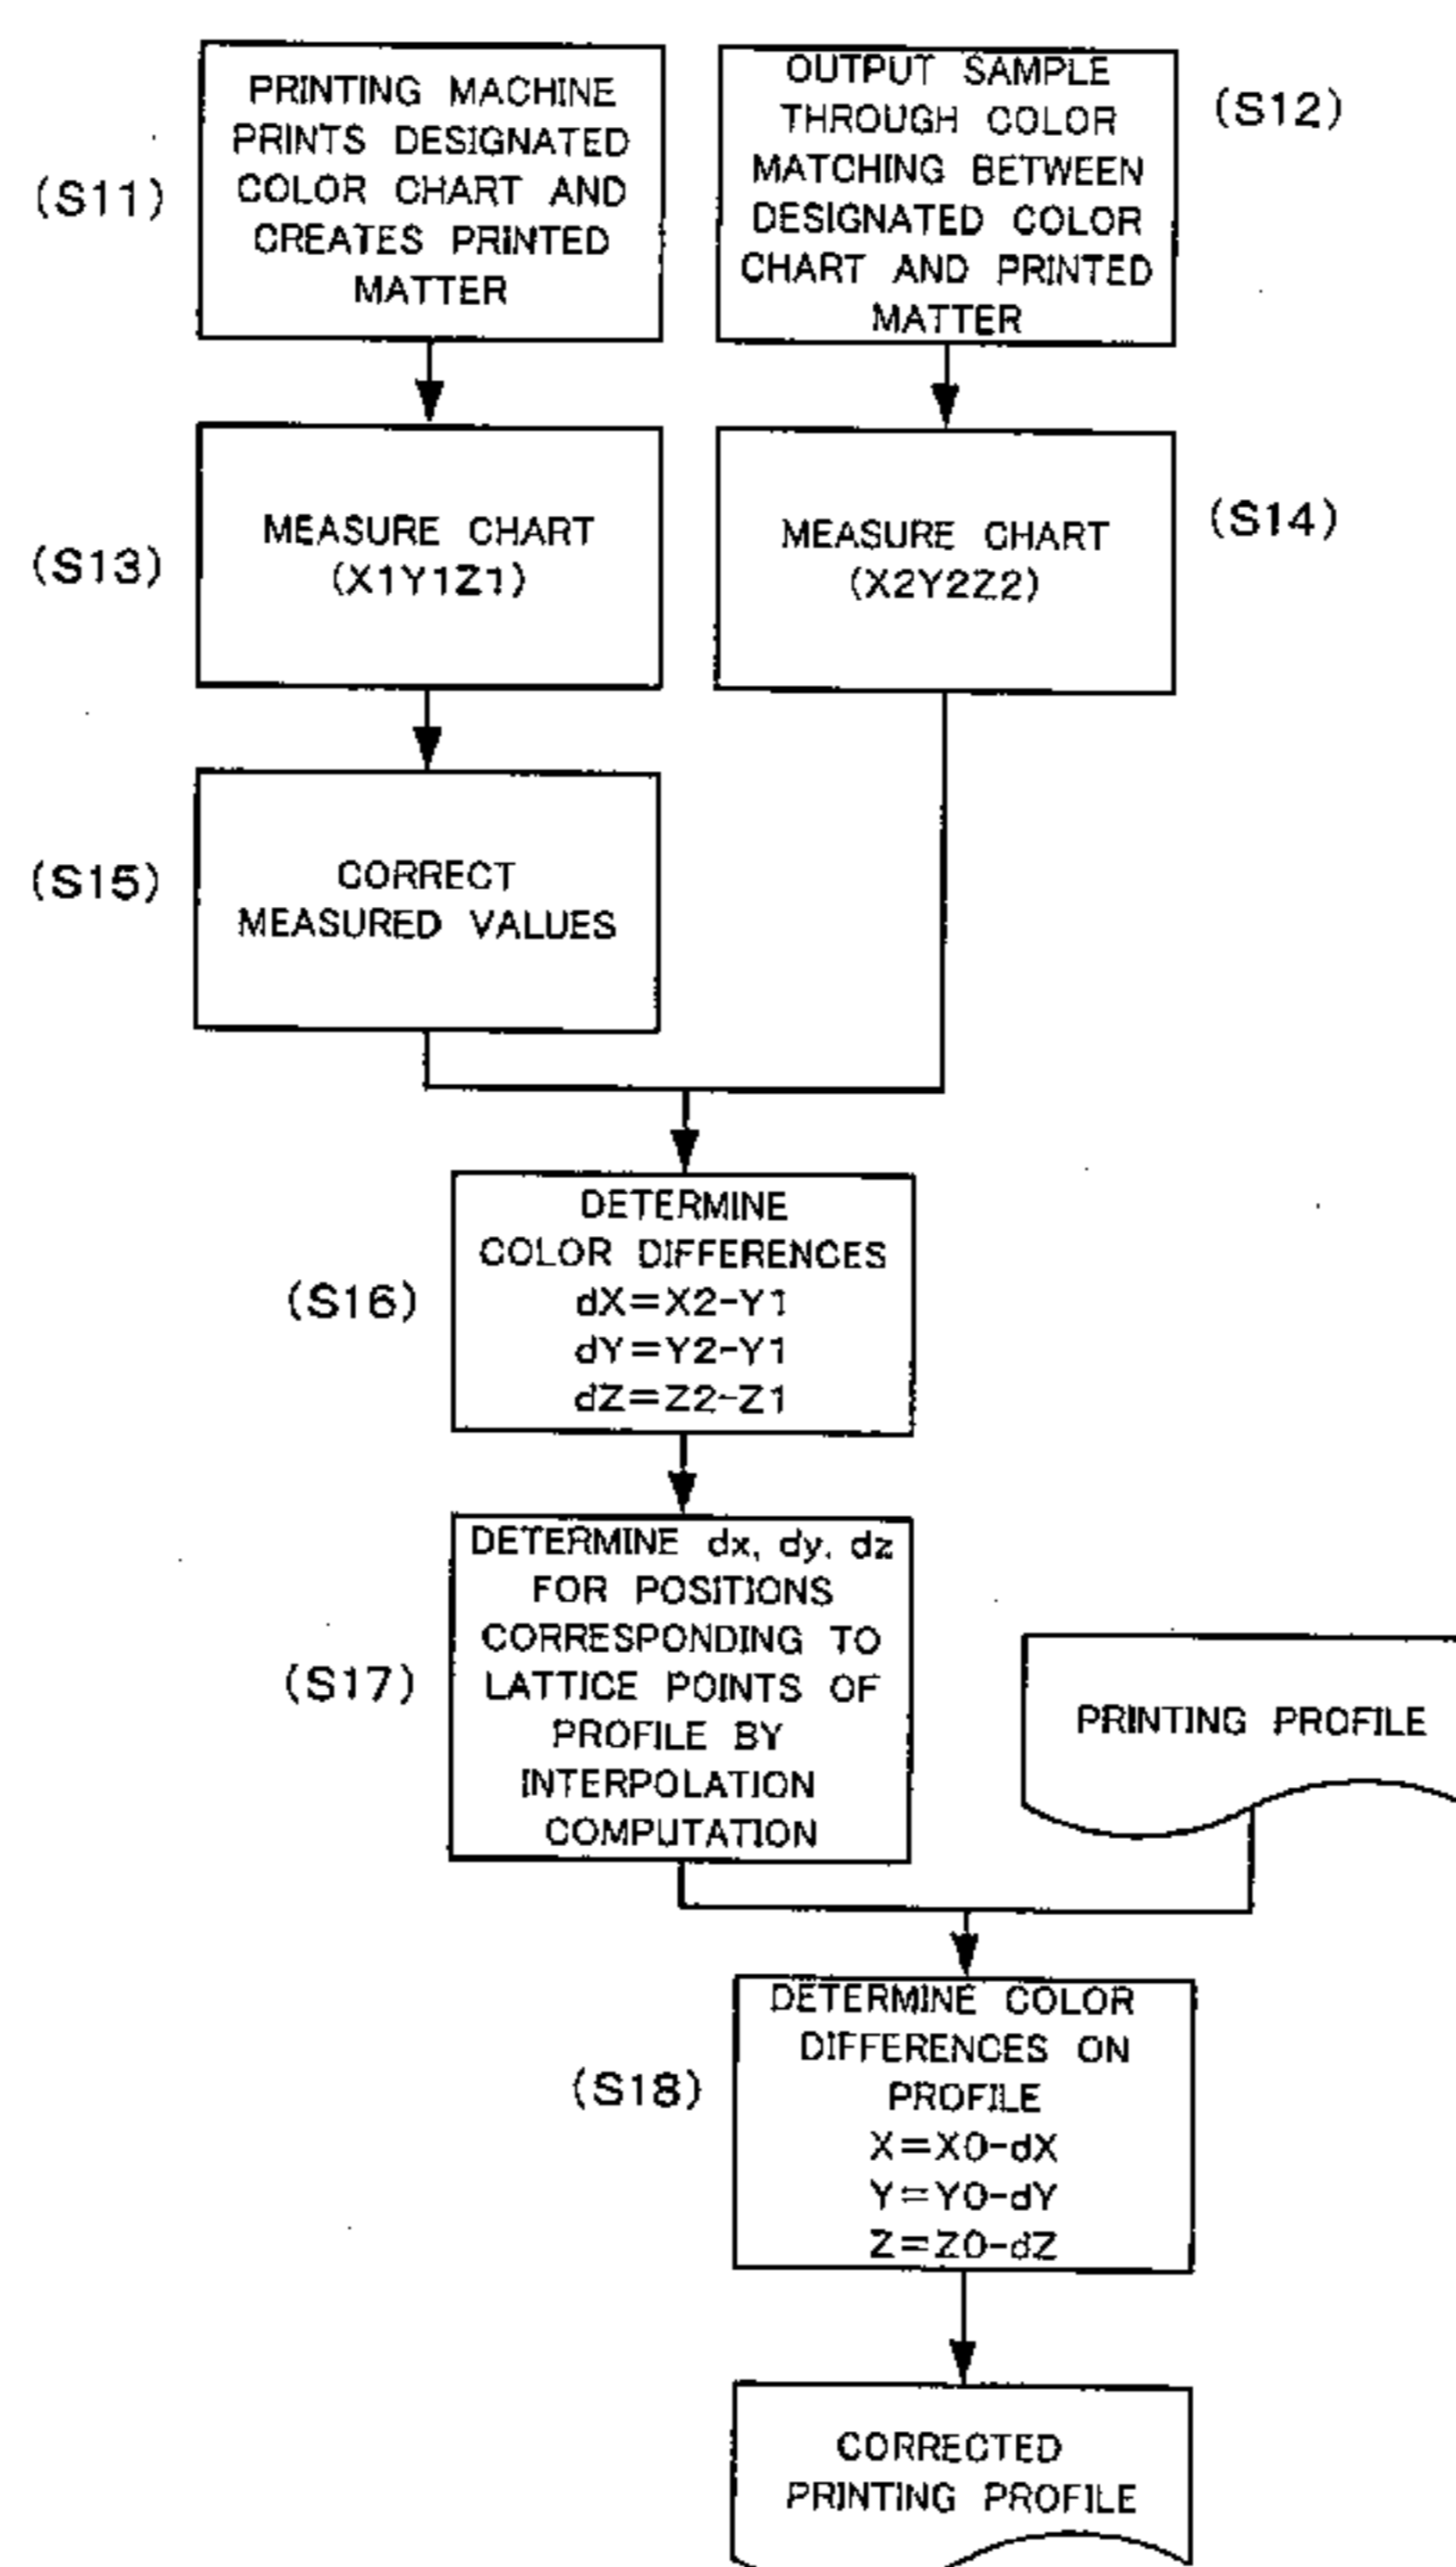 (S11)
PRINTING MACHINE
PRINTS DESIGNATED
COLOR CHART AND
CREATES PRINTED
MATTER
OUTPUT SAMPLE
THROUGH COLOR
MATCHING BETWEEN
DESIGNATED COLOR
CHART AND PRINTED
MATTER
(S12)
(S13)
MEASURE CHART
(X1Y1Z1)
MEASURE CHART
(X2Y2Z2)
(S14)
(S15)
CORRECT
MEASURED VALUES
(S16)
DETERMINE
COLOR DIFFERENCES
dX=X2-Y1
dY=Y2-Y1
dZ=Z2-Z1
(S17)
DETERMINE dx, dy, dz
FOR POSITIONS
CORRESPONDING TO
LATTICE POINTS OF
PROFILE BY
INTERPOLATION
COMPUTATION
PRINTING PROFILE
(S18)
DETERMINE COLOR
DIFFERENCES ON
PROFILE
X=X0-dX
Y=Y0-dY
Z=Z0-dZ
CORRECTED
PRINTING PROFILE